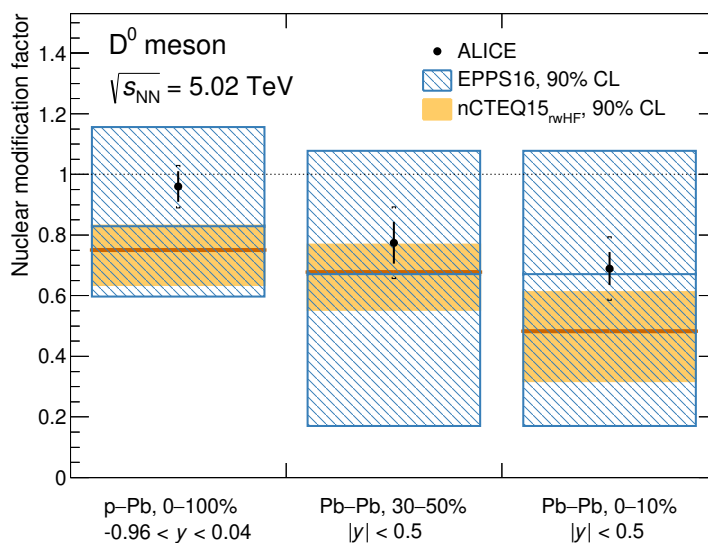 D⁰ meson
√s_NN = 5.02 TeV
ALICE
EPPS16, 90% CL
nCTEQ15_rwHF, 90% CL
Nuclear modification factor
1.4
1.2
1
0.8
0.6
0.4
0.2
0
p–Pb, 0–100%
-0.96 < y < 0.04
Pb–Pb, 30–50%
|y| < 0.5
Pb–Pb, 0–10%
|y| < 0.5